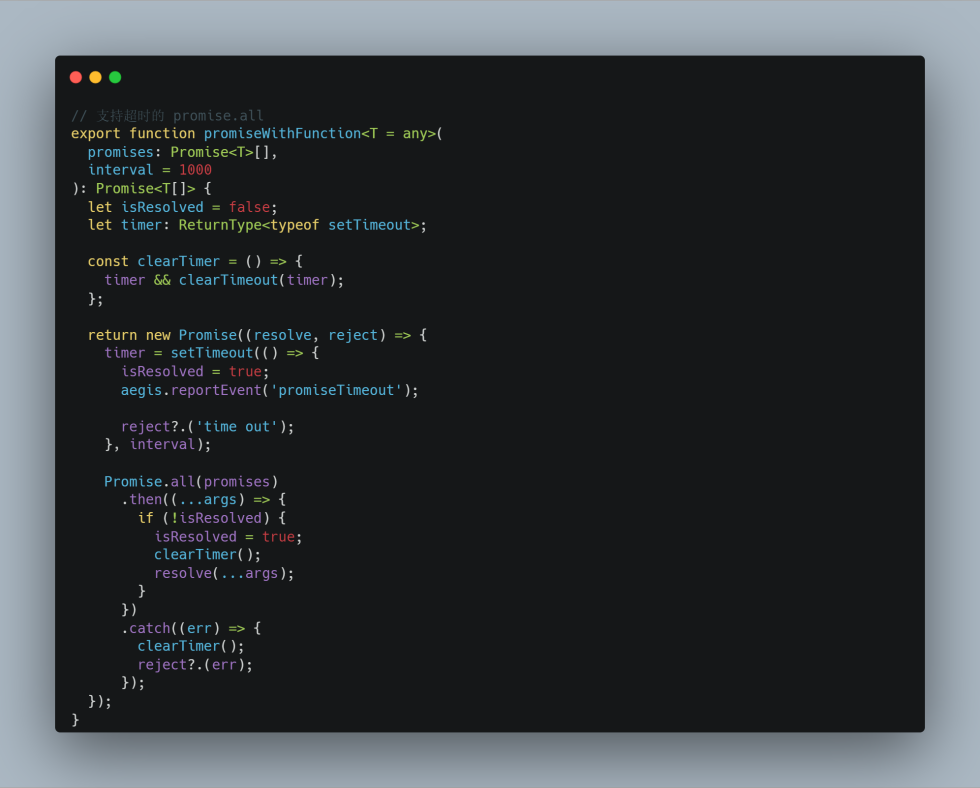 // 支持超时的 promise.all
export function promiseWithFunction<T = any>(
  promises: Promise<T>[],
  interval = 1000
): Promise<T[]> {
  let isResolved = false;
  let timer: ReturnType<typeof setTimeout>;

  const clearTimer = () => {
    timer && clearTimeout(timer);
  };

  return new Promise((resolve, reject) => {
    timer = setTimeout(() => {
      isResolved = true;
      aegis.reportEvent('promiseTimeout');

      reject?.('time out');
    }, interval);

    Promise.all(promises)
      .then((...args) => {
        if (!isResolved) {
          isResolved = true;
          clearTimer();
          resolve(...args);
        }
      })
      .catch((err) => {
        clearTimer();
        reject?.(err);
      });
  });
}